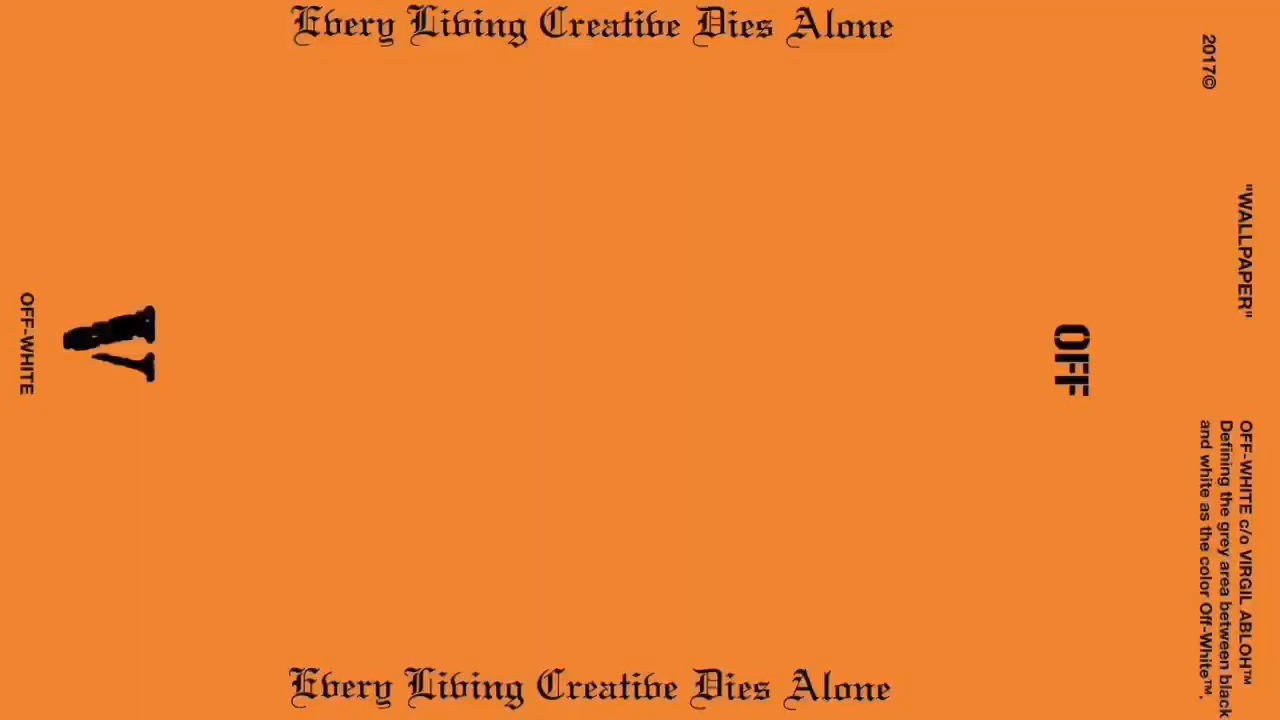 Every Living Creative Dies Alone
2017©
"WALLPAPER"
OFF-WHITE
V
OFF
OFF-WHITE c/o VIRGIL ABLOH™
Defining the grey area between black
and white as the color Off-White™.
Every Living Creative Dies Alone